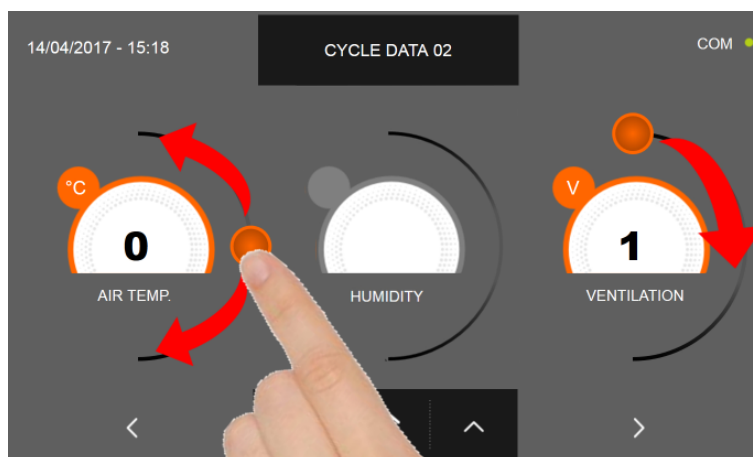 14/04/2017 - 15:18
CYCLE DATA 02
COM
°C
V
0
1
AIR TEMP.
HUMIDITY
VENTILATION